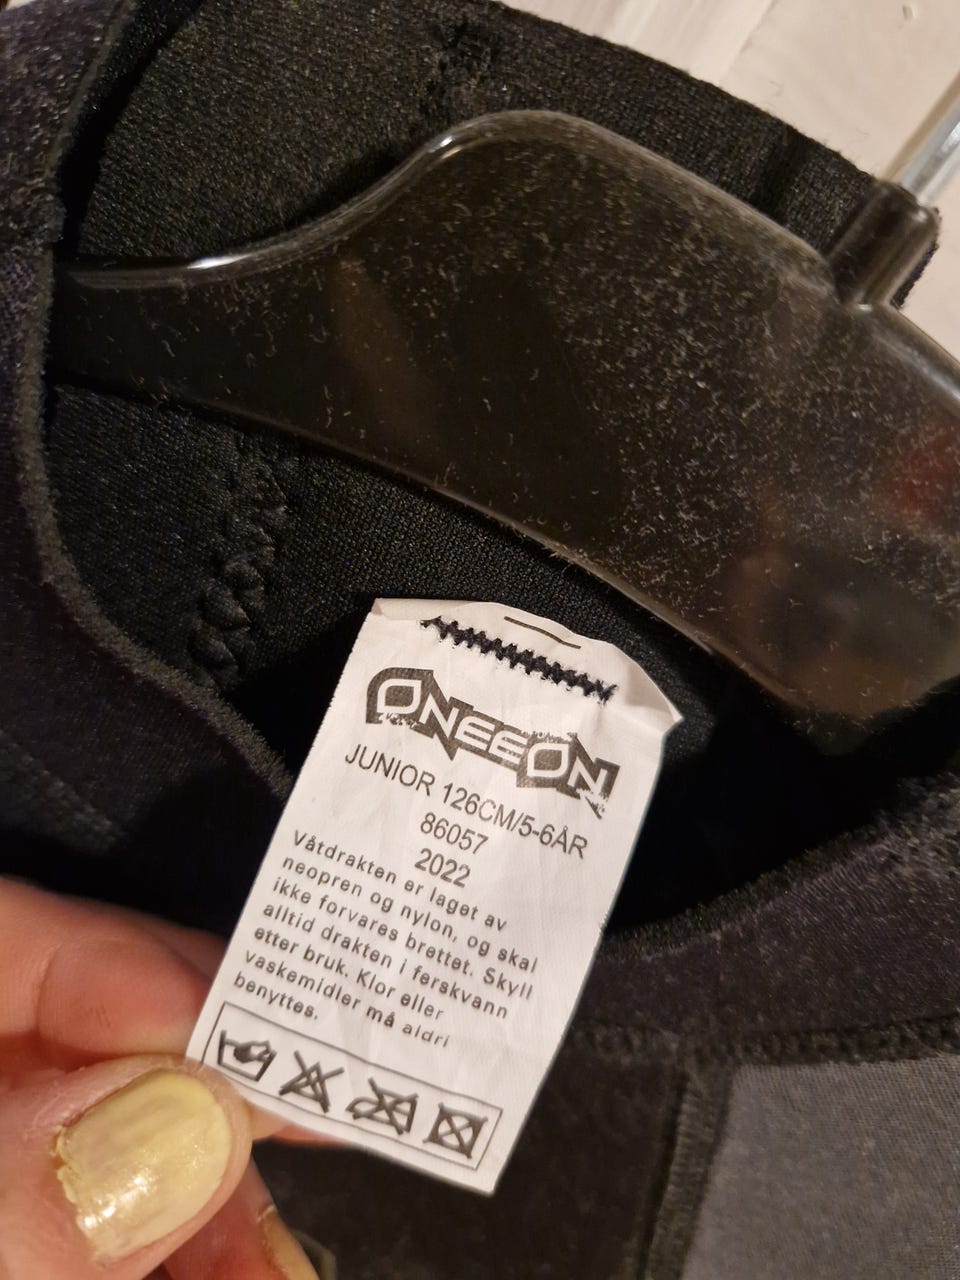 ONEEON
JUNIOR 126CM/5-6ÅR
86057
2022
Våtdrakten er laget av
neopren og nylon, og skal
ikke forvares brettet. Skyll
alltid drakten i ferskvann
etter bruk. Klor eller
vaskemidler må aldri
benyttes.